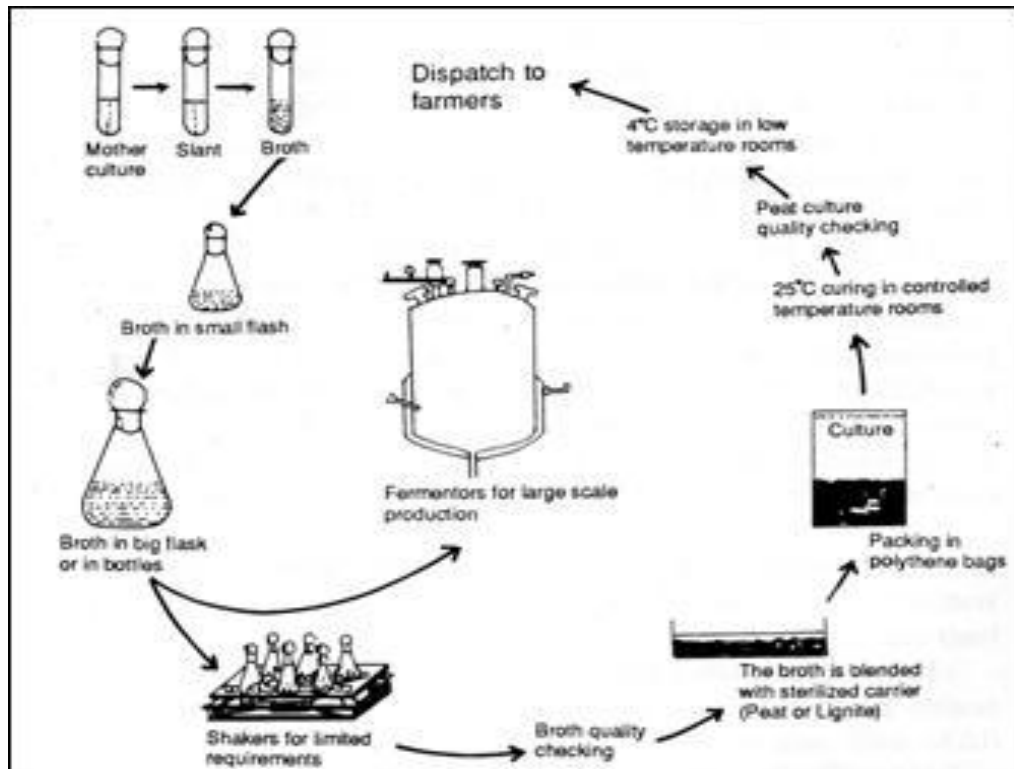 Mother
culture
Slant
Broth
Broth in small flash
Broth in big flask
or in bottles
Shakers for limited
requirements
Fermentors for large scale
production
Broth quality
checking
The broth is blended
with sterilized carrier
(Peat or Lignite)
Packing in
polythene bags
Culture
25°C curing in controlled
temperature rooms
Peat culture
quality checking
4°C storage in low
temperature rooms
Dispatch to
farmers